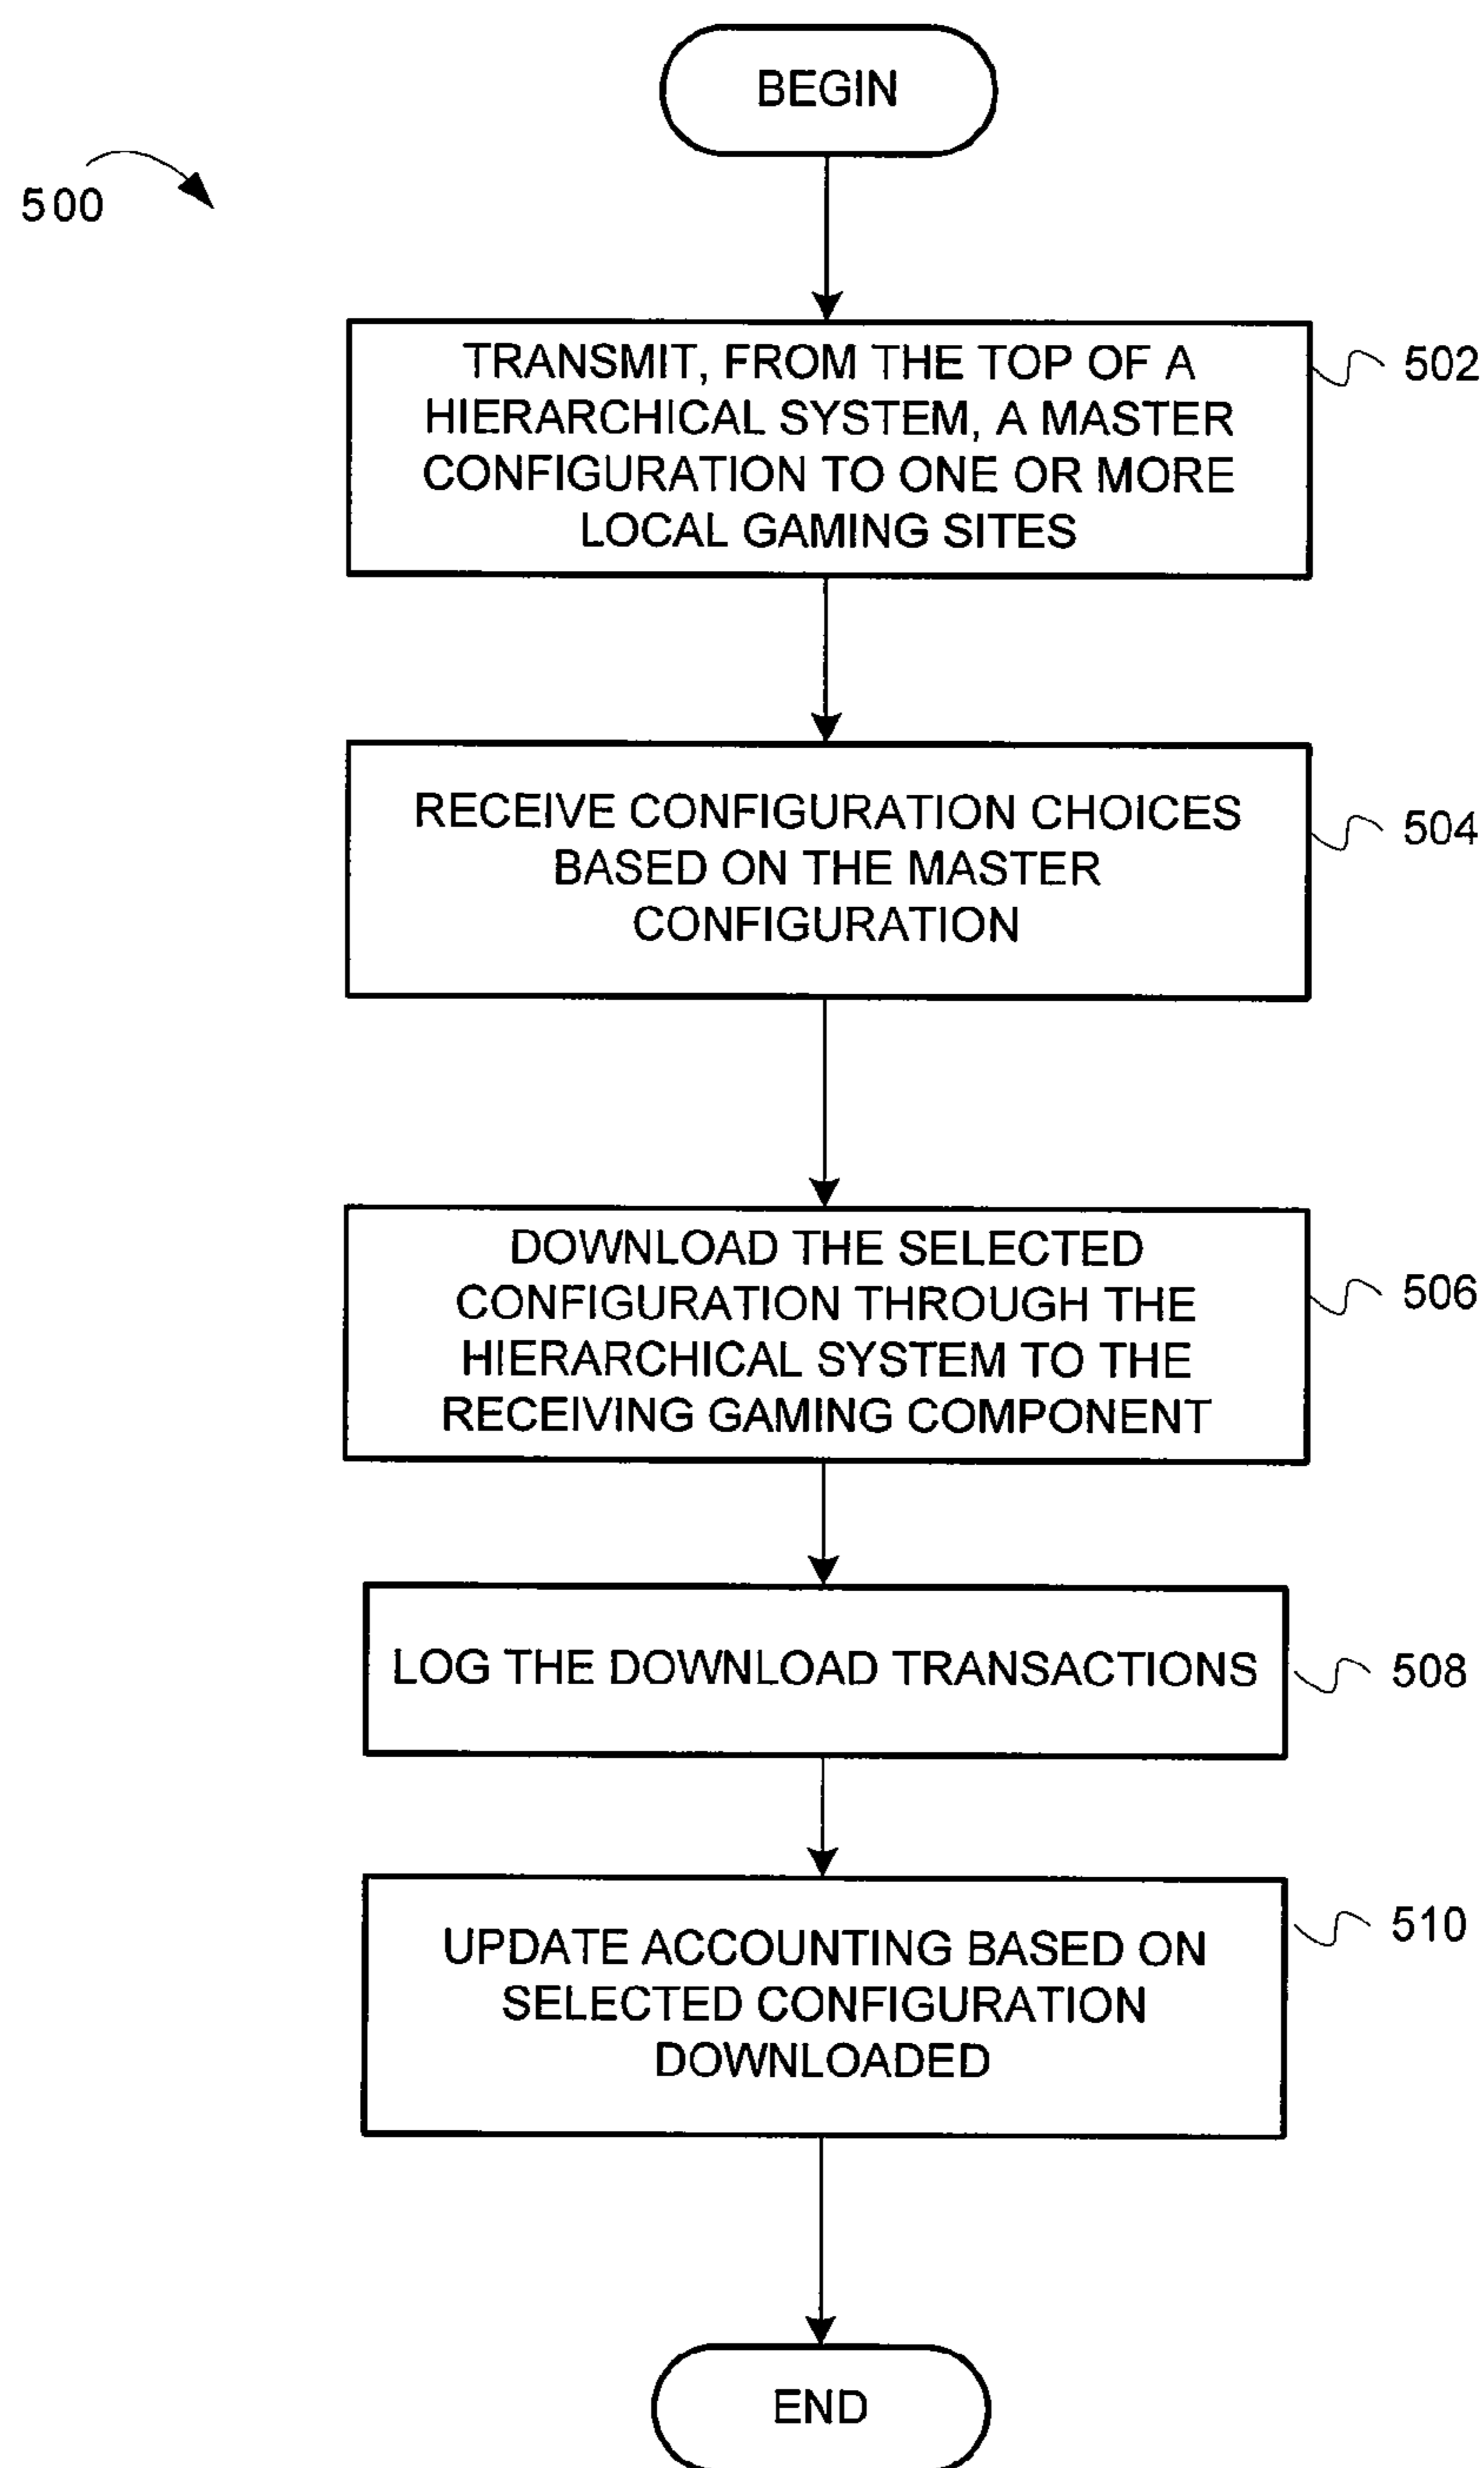 BEGIN
500
TRANSMIT, FROM THE TOP OF A
HIERARCHICAL SYSTEM, A MASTER
CONFIGURATION TO ONE OR MORE
LOCAL GAMING SITES
502
RECEIVE CONFIGURATION CHOICES
BASED ON THE MASTER
CONFIGURATION
504
DOWNLOAD THE SELECTED
CONFIGURATION THROUGH THE
HIERARCHICAL SYSTEM TO THE
RECEIVING GAMING COMPONENT
506
LOG THE DOWNLOAD TRANSACTIONS
508
UPDATE ACCOUNTING BASED ON
SELECTED CONFIGURATION
DOWNLOADED
510
END